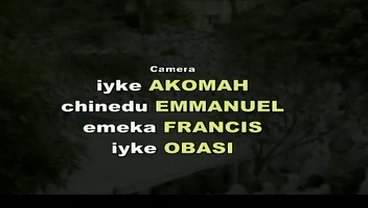 Camera
iyke AKOMAH
chinedu EMMANUEL
emeka FRANCIS
iyke OBASI